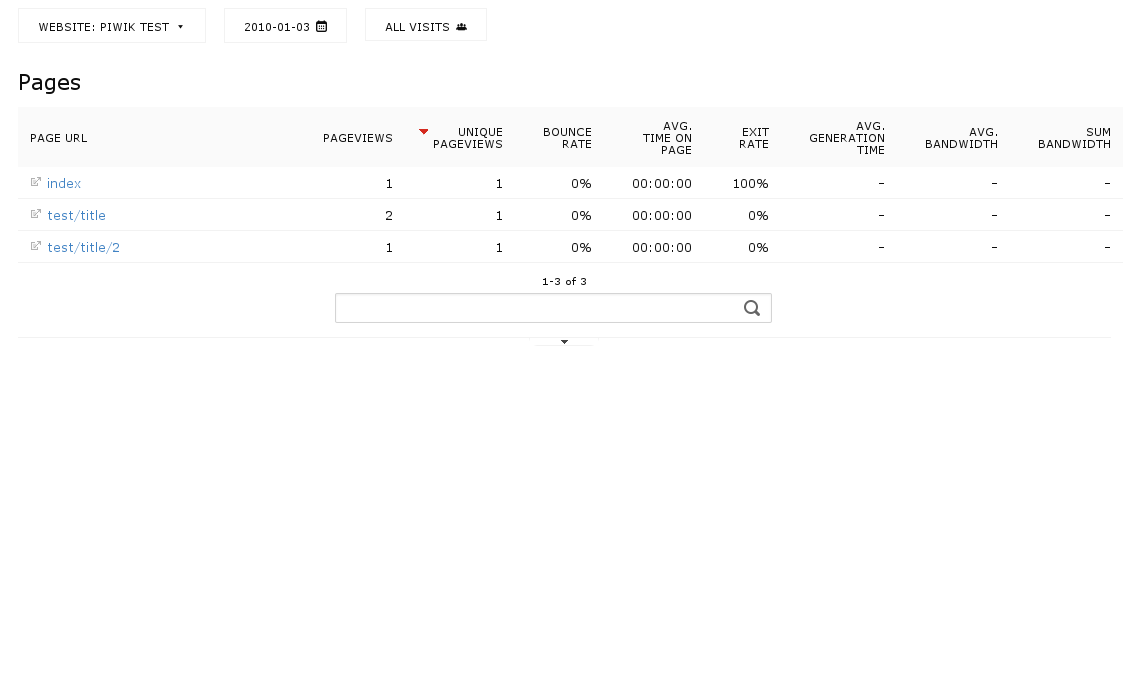 WEBSITE: PIWIK TEST 2010-01-03 ALL VISITS
Pages
PAGE URL PAGEVIEWS UNIQUE PAGEVIEWS BOUNCE RATE AVG. TIME ON PAGE EXIT RATE AVG. GENERATION TIME AVG. BANDWIDTH SUM BANDWIDTH
index 1 1 0% 00:00:00 100% - - -
test/title 2 1 0% 00:00:00 0% - - -
test/title/2 1 1 0% 00:00:00 0% - - -
1-3 of 3